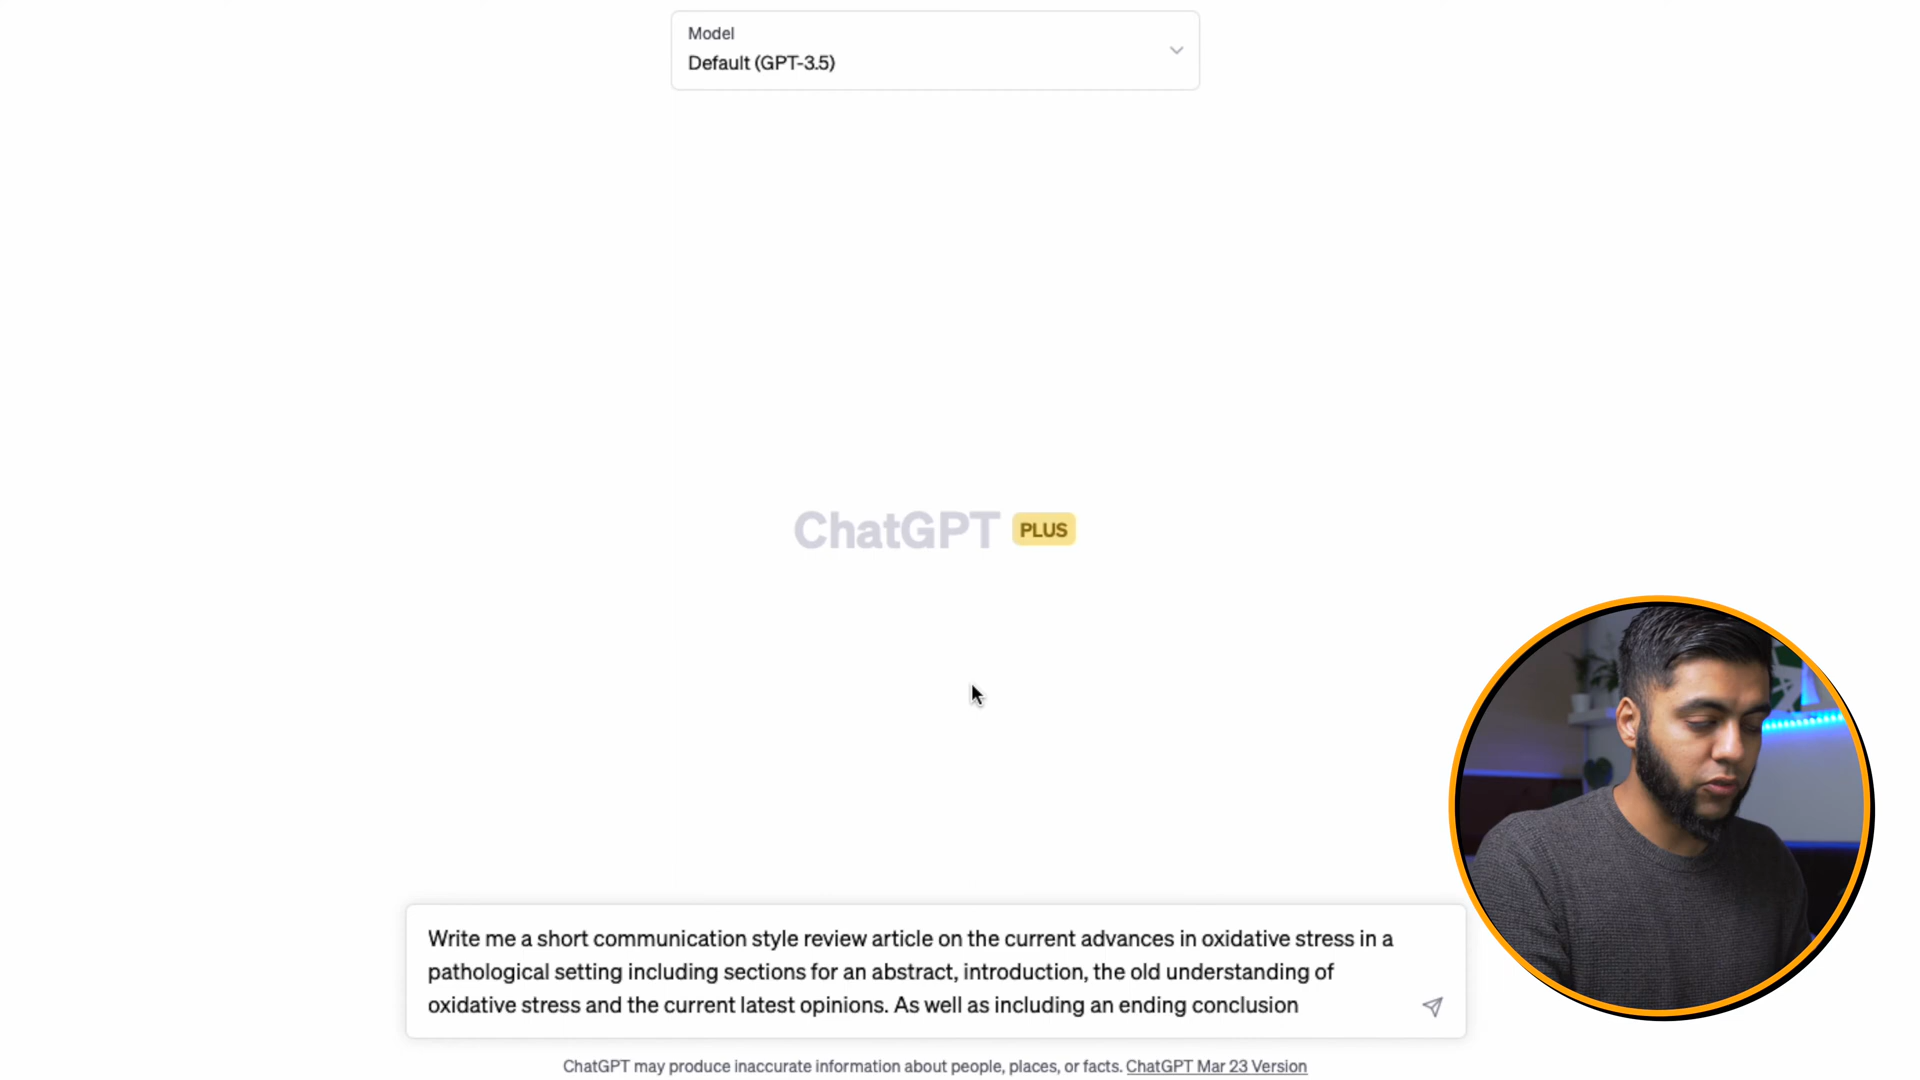 Model
Default (GPT-3.5)
ChatGPT PLUS
Write me a short communication style review article on the current advances in oxidative stress in a
pathological setting including sections for an abstract, introduction, the old understanding of
oxidative stress and the current latest opinions. As well as including an ending conclusion
ChatGPT may produce inaccurate information about people, places, or facts. ChatGPT Mar 23 Version